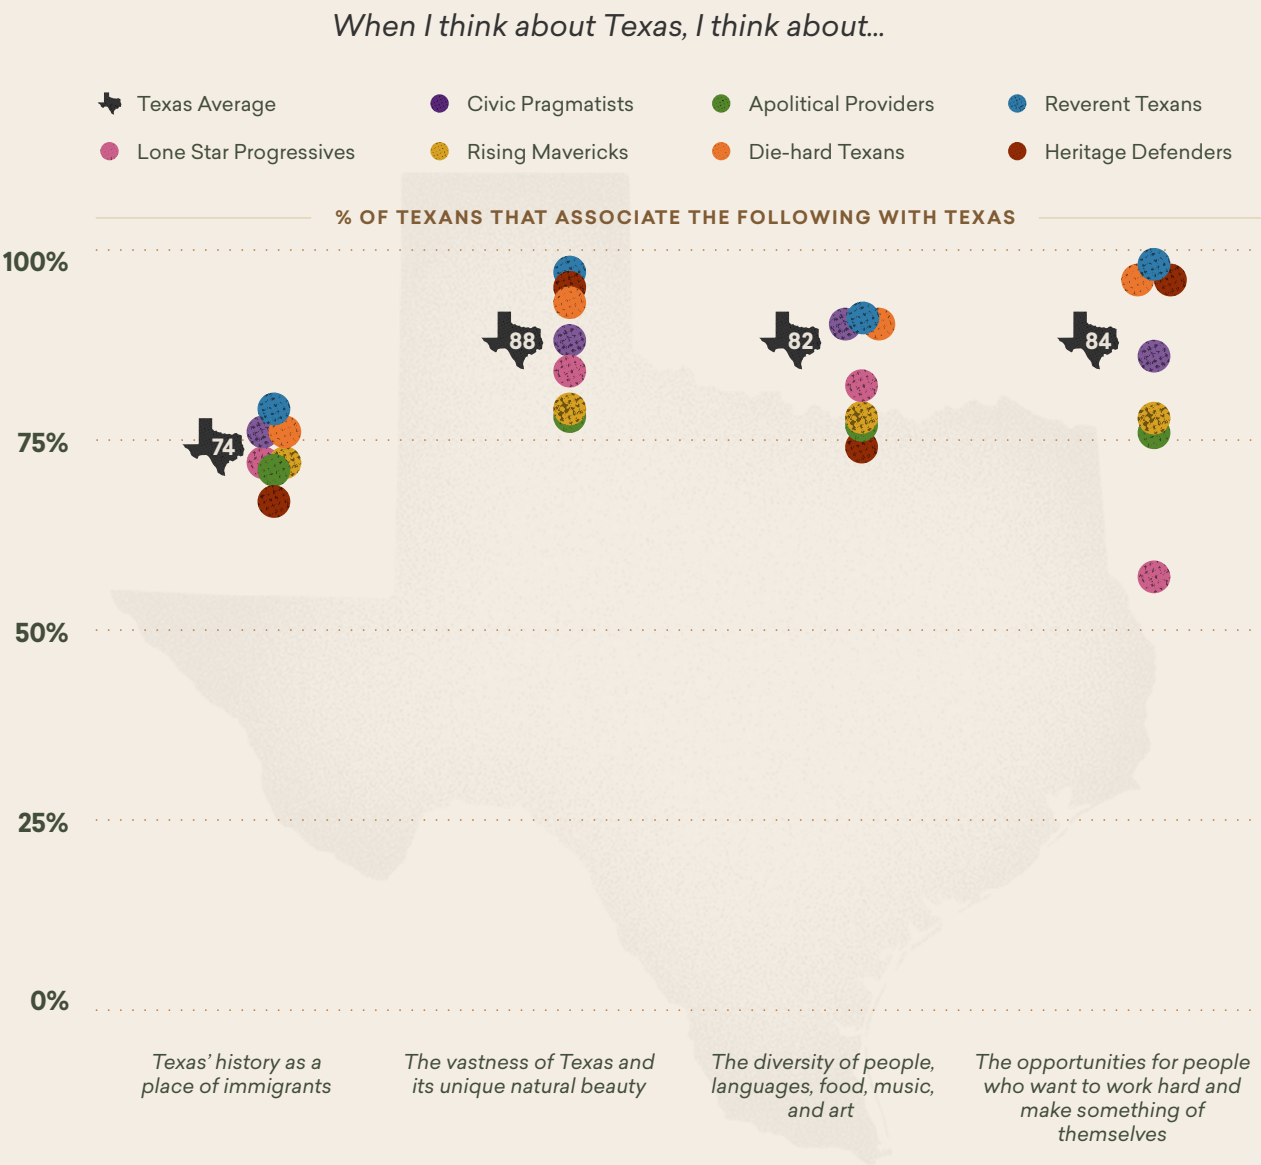 When I think about Texas, I think about...
Texas Average
Civic Pragmatists
Apolitical Providers
Reverent Texans
Lone Star Progressives
Rising Mavericks
Die-hard Texans
Heritage Defenders
% OF TEXANS THAT ASSOCIATE THE FOLLOWING WITH TEXAS
100%
88
82
84
75%
74
50%
25%
0%
Texas’ history as a
place of immigrants
The vastness of Texas and
its unique natural beauty
The diversity of people,
languages, food, music,
and art
The opportunities for people
who want to work hard and
make something of
themselves